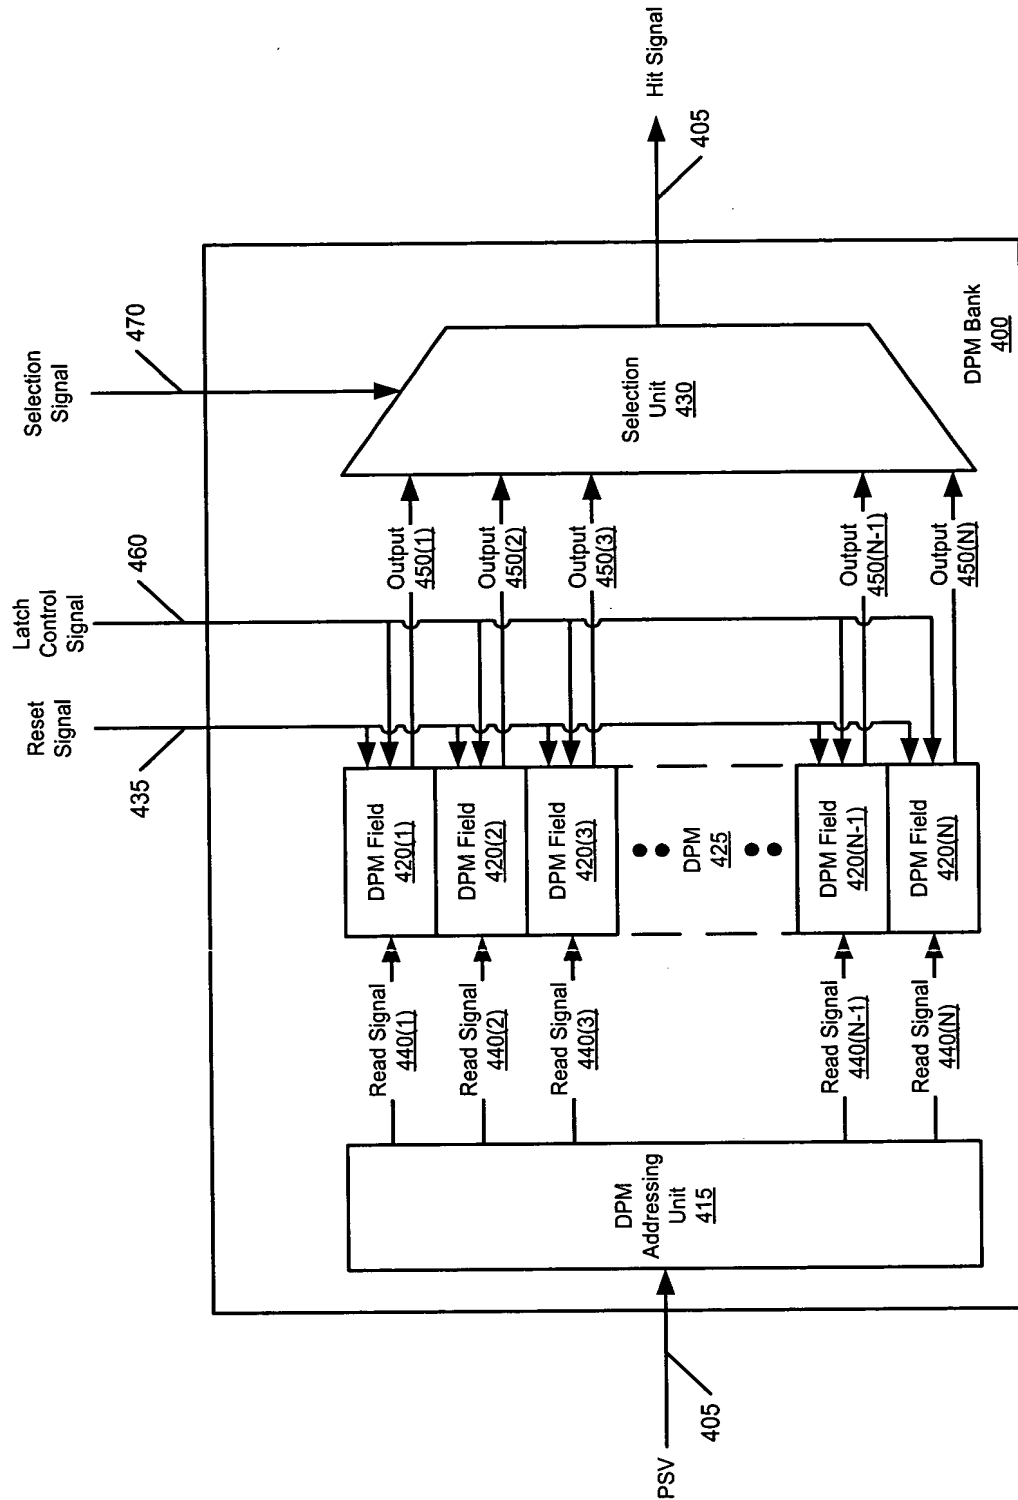 PSV
405
DPM
Addressing
Unit
415
Read Signal
440(1)
Read Signal
440(2)
Read Signal
440(3)
Read Signal
440(N-1)
Read Signal
440(N)
DPM Field
420(1)
DPM Field
420(2)
DPM Field
420(3)
DPM
425
DPM Field
420(N-1)
DPM Field
420(N)
435
Reset
Signal
460
Latch
Control
Signal
Output
450(1)
Output
450(2)
Output
450(3)
Output
450(N-1)
Output
450(N)
470
Selection
Signal
Selection
Unit
430
DPM Bank
400
405
Hit Signal